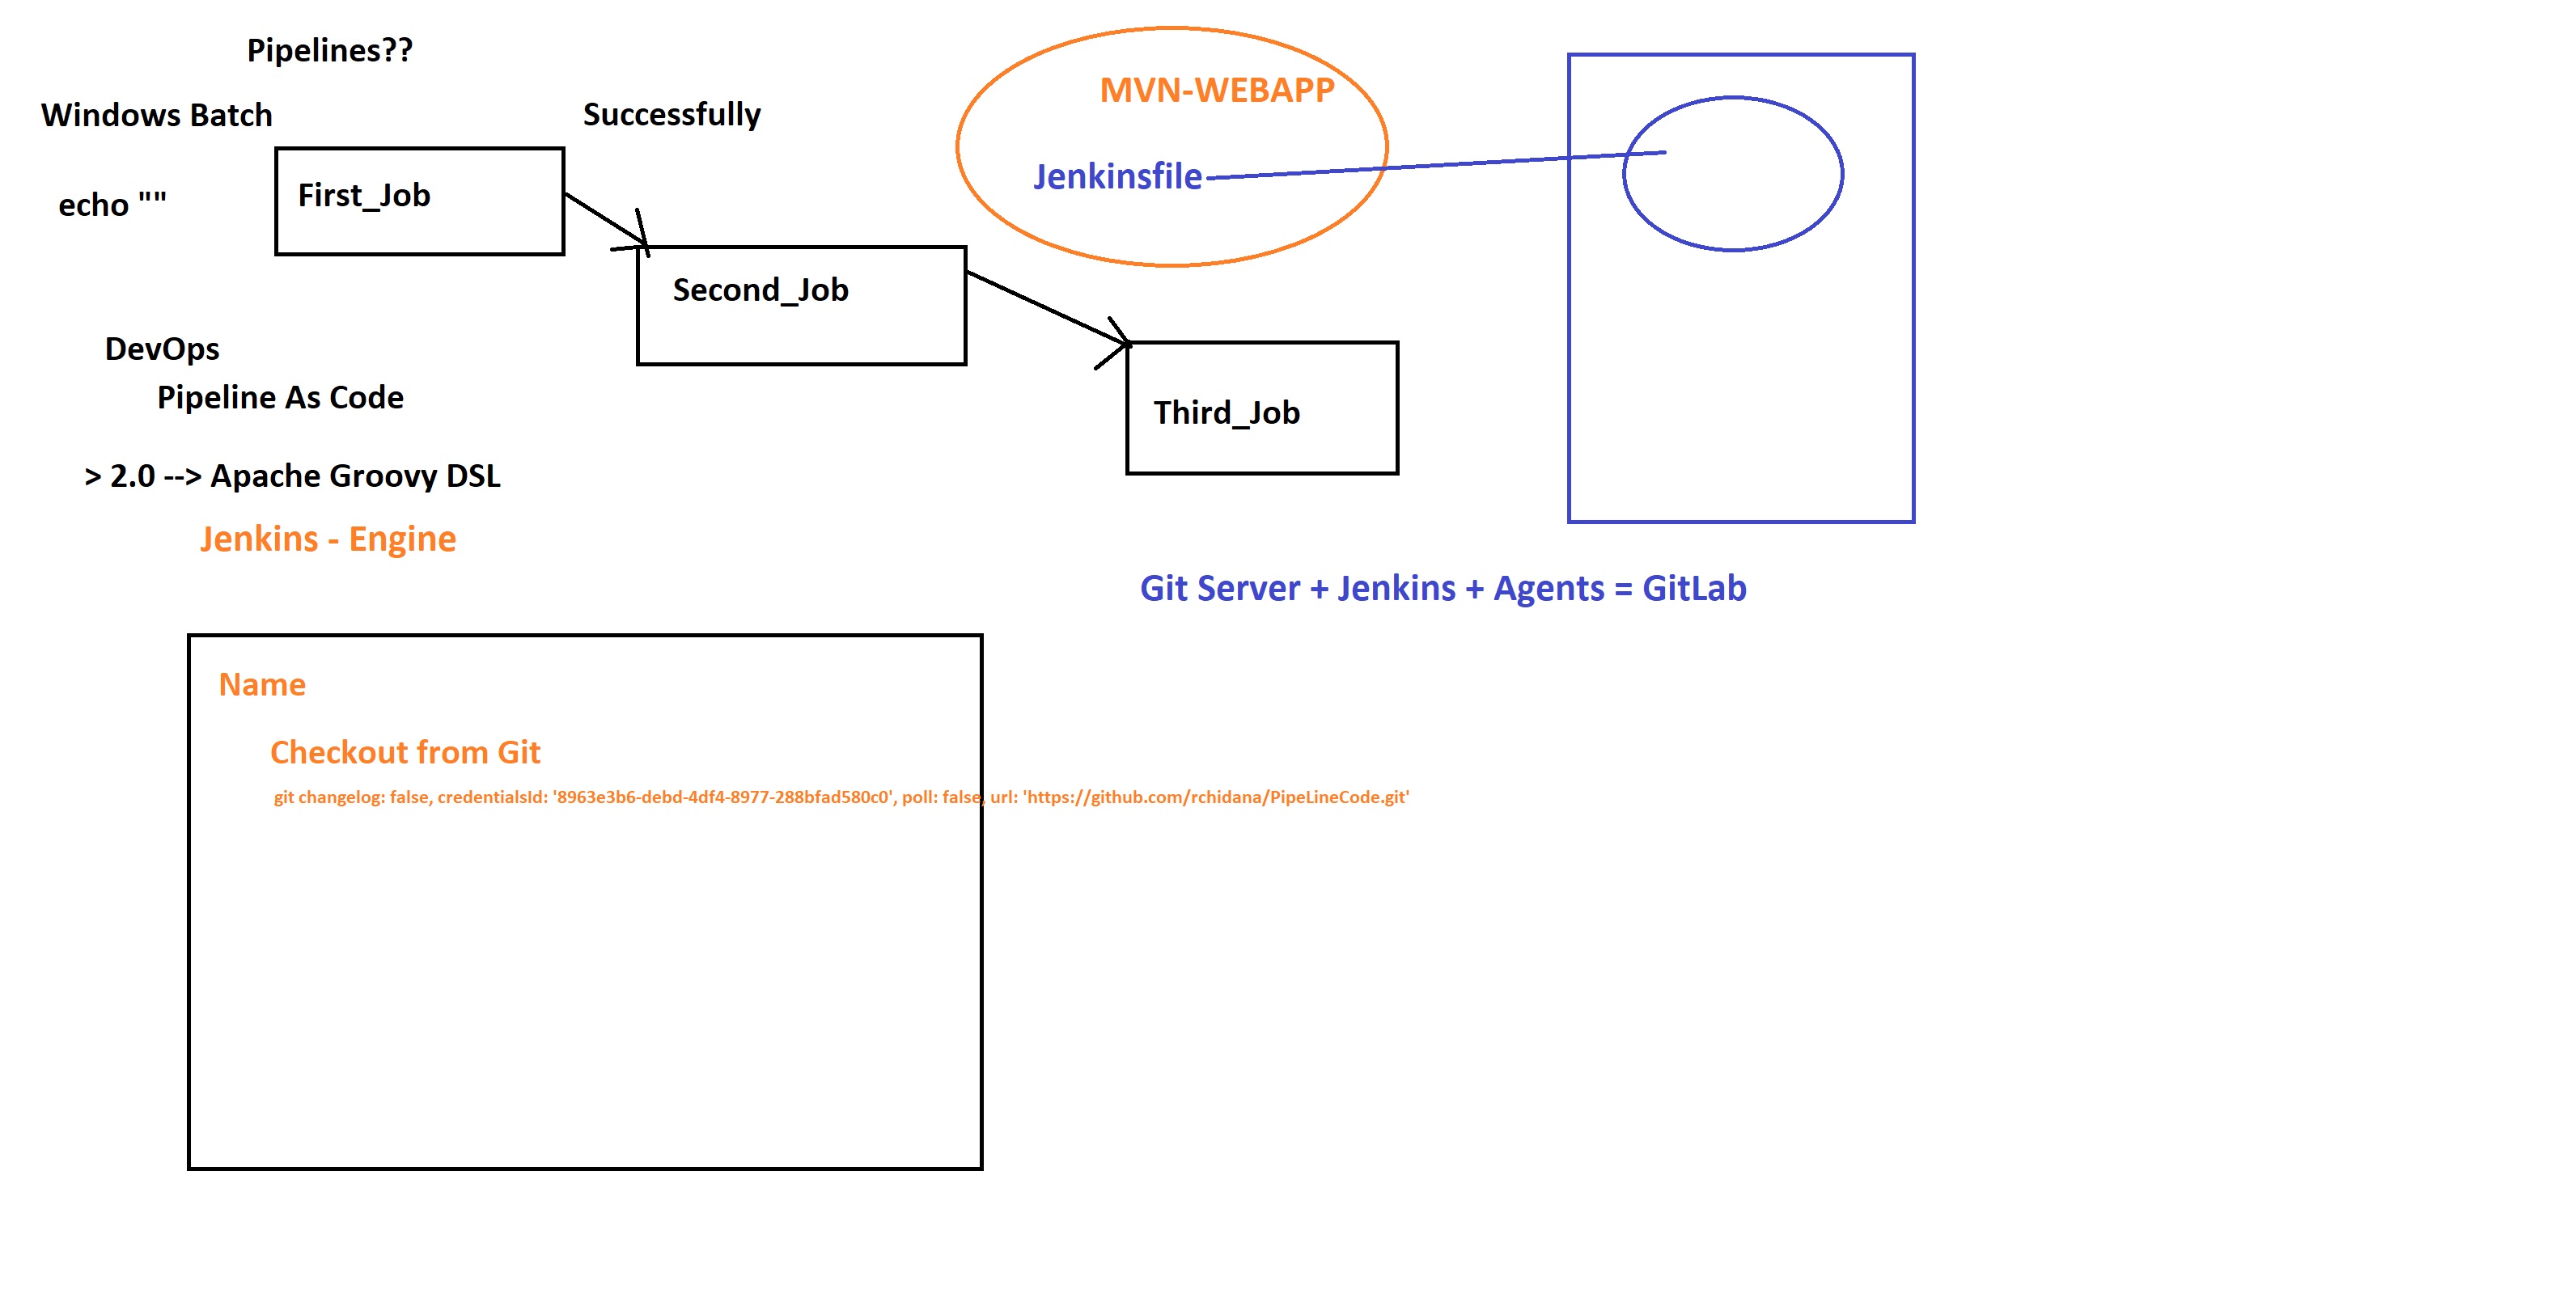 Pipelines??
Windows Batch
Successfully
MVN-WEBAPP
echo ""
First_Job
Jenkinsfile
Second_Job
DevOps
Pipeline As Code
Third_Job
> 2.0 --> Apache Groovy DSL
Jenkins - Engine
Git Server + Jenkins + Agents = GitLab
Name
Checkout from Git
git changelog: false, credentialsId: '8963e3b6-debd-4df4-8977-288bfad580c0', poll: false, url: 'https://github.com/rchidana/PipeLineCode.git'